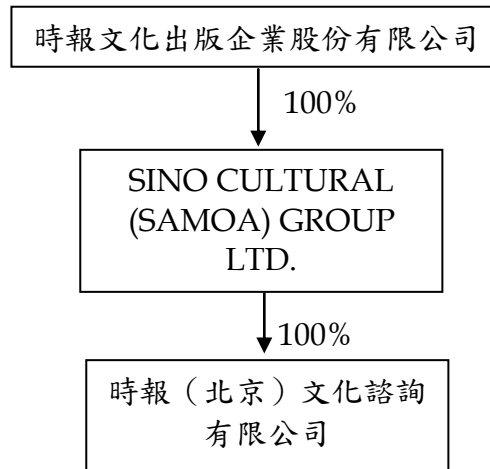 時報文化出版企業股份有限公司
100%
SINO CULTURAL
(SAMOA) GROUP
LTD.
100%
時報（北京）文化諮詢
有限公司